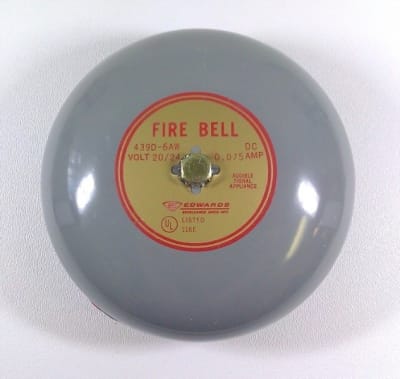 FIRE BELL
439D-6AW DC
VOLT 20/24 0.075 AMP
AUDIBLE
SIGNAL
APPLIANCE
EDWARDS
UL LISTED